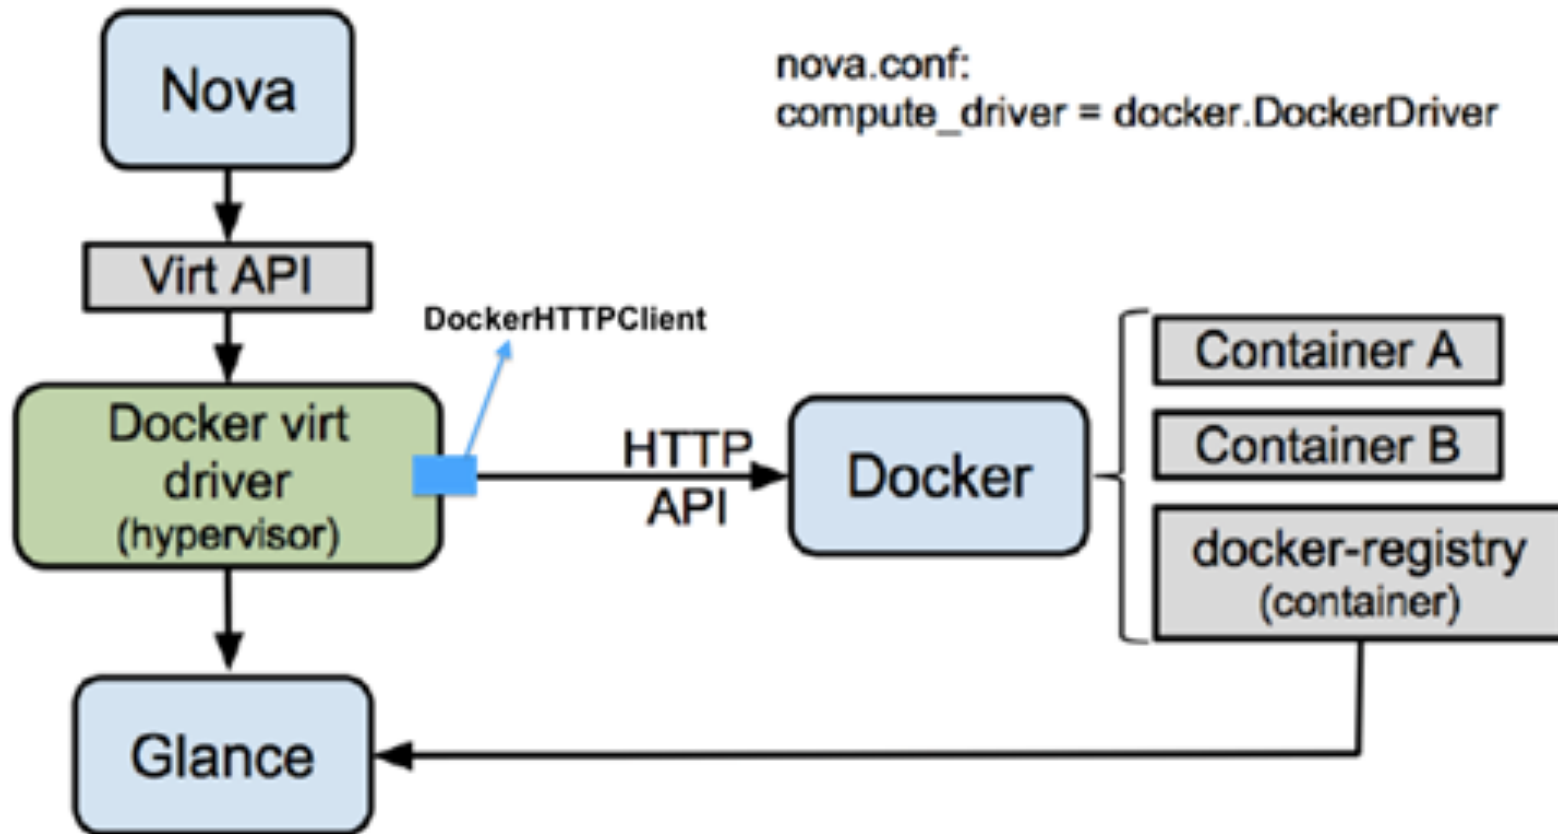 Nova
nova.conf:
compute_driver = docker.DockerDriver
Virt API
DockerHTTPClient
Docker virt
driver
(hypervisor)
HTTP
API
Docker
Container A
Container B
docker-registry
(container)
Glance